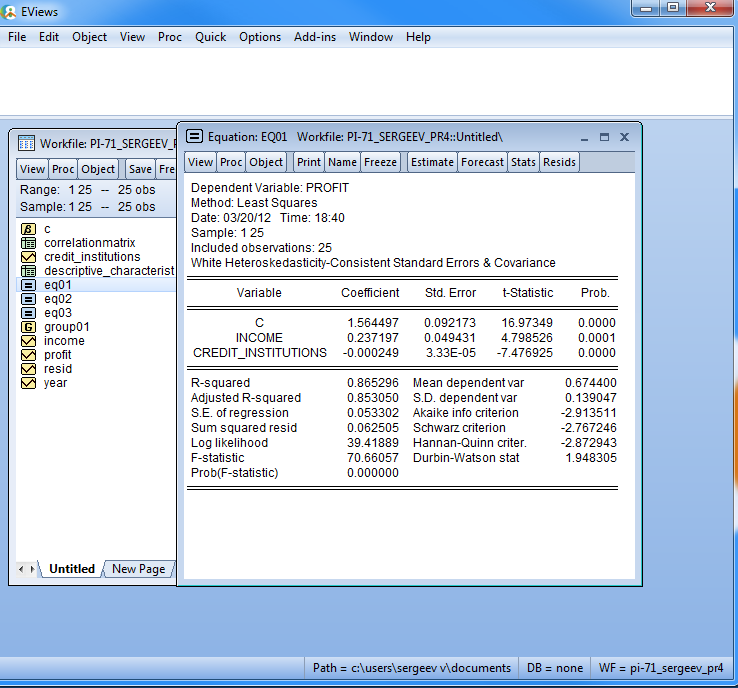 EViews
File Edit Object View Proc Quick Options Add-ins Window Help
Workfile: PI-71_SERGEEV_P
View Proc Object Save Fre
Range: 1 25 -- 25 obs
Sample: 1 25 -- 25 obs
c
correlationmatrix
credit_institutions
descriptive_characterist
eq01
eq02
eq03
group01
income
profit
resid
year
Untitled New Page
Equation: EQ01 Workfile: PI-71_SERGEEV_PR4::Untitled\
View Proc Object Print Name Freeze Estimate Forecast Stats Resids
Dependent Variable: PROFIT
Method: Least Squares
Date: 03/20/12 Time: 18:40
Sample: 1 25
Included observations: 25
White Heteroskedasticity-Consistent Standard Errors & Covariance
Variable Coefficient Std. Error t-Statistic Prob.
C 1.564497 0.092173 16.97349 0.0000
INCOME 0.237197 0.049431 4.798526 0.0001
CREDIT_INSTITUTIONS -0.000249 3.33E-05 -7.476925 0.0000
R-squared 0.865296 Mean dependent var 0.674400
Adjusted R-squared 0.853050 S.D. dependent var 0.139047
S.E. of regression 0.053302 Akaike info criterion -2.913511
Sum squared resid 0.062505 Schwarz criterion -2.767246
Log likelihood 39.41889 Hannan-Quinn criter. -2.872943
F-statistic 70.66057 Durbin-Watson stat 1.948305
Prob(F-statistic) 0.000000
Path = c:\users\sergeev v\documents DB = none WF = pi-71_sergeev_pr4